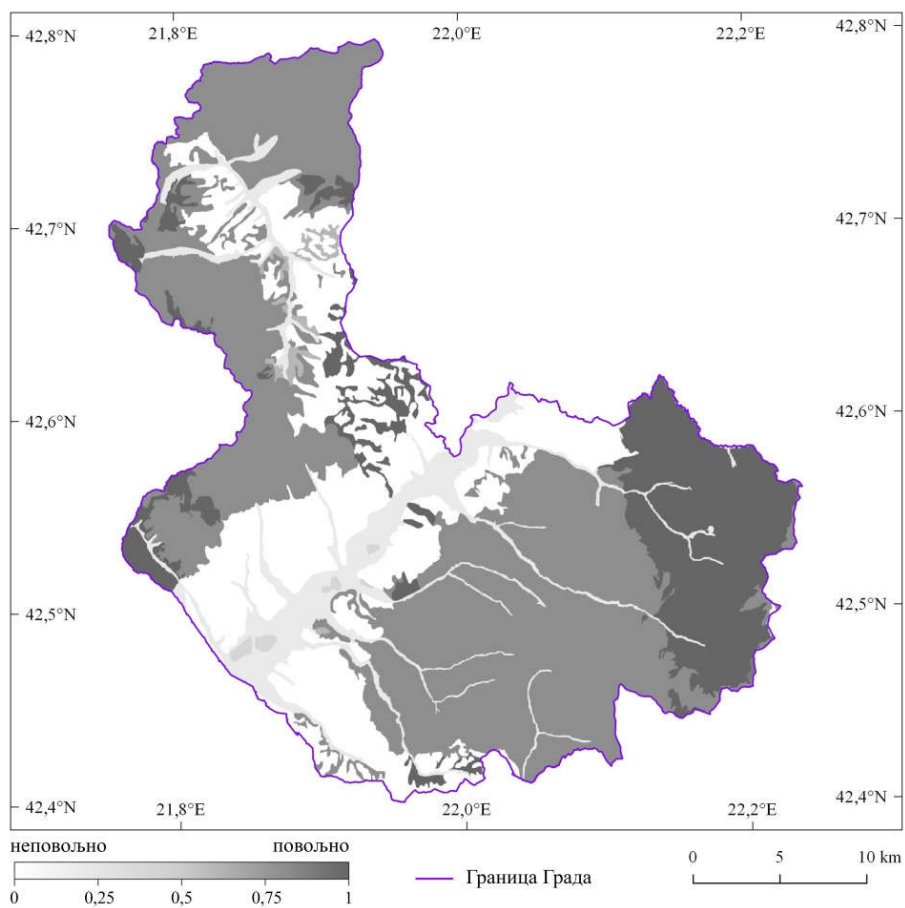 42,8°N 21,8°E 22,0°E 22,2°E 42,8°N
42,7°N 42,7°N
42,6°N 42,6°N
42,5°N 42,5°N
42,4°N 21,8°E 22,0°E 22,2°E 42,4°N
неповољно повољно
0 0,25 0,5 0,75 1
Граница Града
0 5 10 km